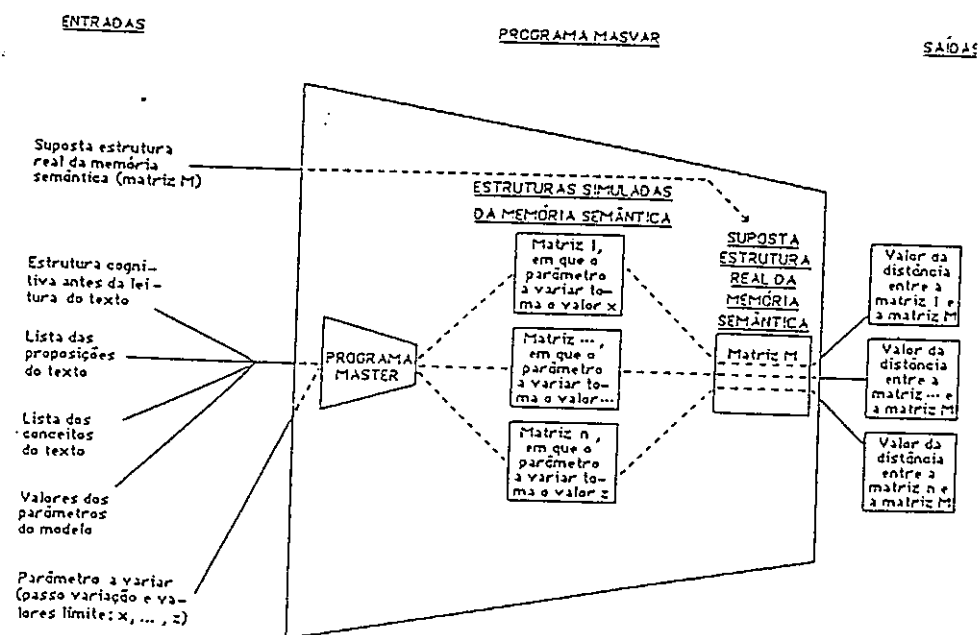 ENTRADAS
PROGRAMA MASVAR
SAÍDAS
Suposta estrutura
real da memória
semântica (matriz M)
Estrutura cogni-
tiva antes da lei-
tura do texto
Lista das
proposições
do texto
Lista dos
conceitos
do texto
Valores dos
parâmetros
do modelo
Parâmetro a variar
(passo variação e va-
lores limite: x, ... , z)
PROGRAMA
MASTER
ESTRUTURAS SIMULADAS
DA MEMÓRIA SEMÂNTICA
Matriz 1,
em que o
parâmetro
a variar to-
ma o valor x
Matriz ...,
em que o
parâmetro
a variar to-
ma o valor...
Matriz n,
em que o
parâmetro
a variar to-
ma o valor z
SUPOSTA
ESTRUTURA
REAL DA
MEMÓRIA
SEMÂNTICA
Matriz M
Valor da
distância
entre a
matriz 1 e
a matriz M
Valor da
distância
entre a
matriz ... e
a matriz M
Valor da
distância
entre a
matriz n e
a matriz M